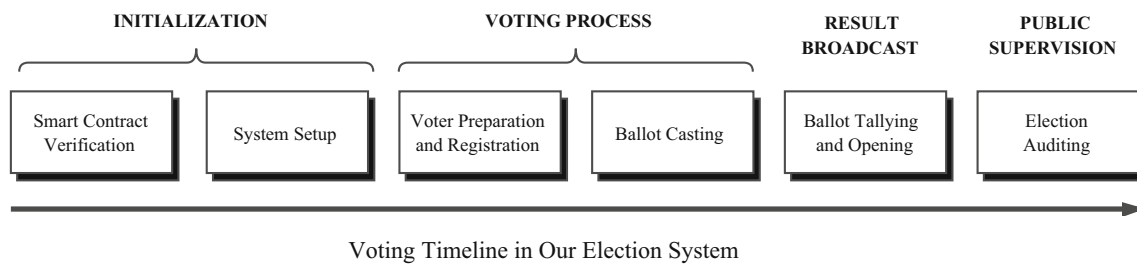 INITIALIZATION
VOTING PROCESS
RESULT
BROADCAST
PUBLIC
SUPERVISION
Smart Contract
Verification
System Setup
Voter Preparation
and Registration
Ballot Casting
Ballot Tallying
and Opening
Election
Auditing
Voting Timeline in Our Election System